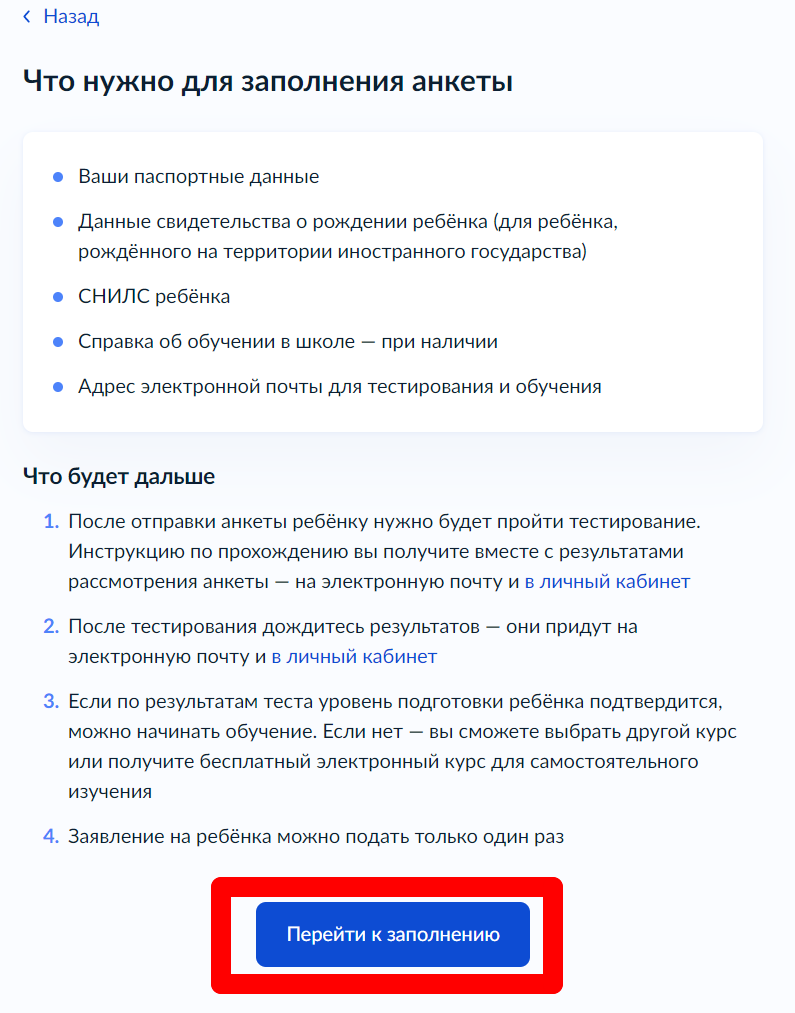 Назад
Что нужно для заполнения анкеты
Ваши паспортные данные
Данные свидетельства о рождении ребёнка (для ребёнка,
рождённого на территории иностранного государства)
СНИЛС ребёнка
Справка об обучении в школе — при наличии
Адрес электронной почты для тестирования и обучения
Что будет дальше
1. После отправки анкеты ребёнку нужно будет пройти тестирование.
Инструкцию по прохождению вы получите вместе с результатами
рассмотрения анкеты — на электронную почту и в личный кабинет
2. После тестирования дождитесь результатов — они придут на
электронную почту и в личный кабинет
3. Если по результатам теста уровень подготовки ребёнка подтвердится,
можно начинать обучение. Если нет — вы сможете выбрать другой курс
или получите бесплатный электронный курс для самостоятельного
изучения
4. Заявление на ребёнка можно подать только один раз
Перейти к заполнению